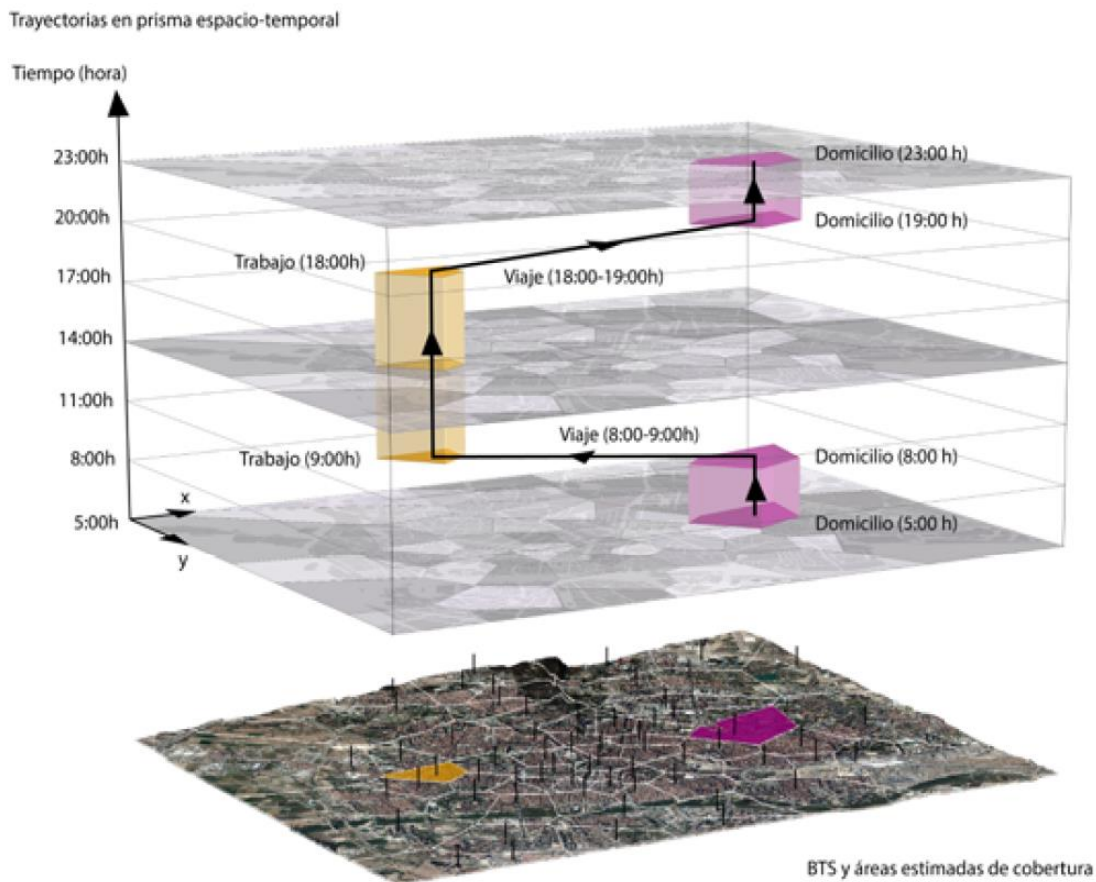 Trayectorias en prisma espacio-temporal
Tiempo (hora)
23:00h
Domicilio (23:00 h)
20:00h
Domicilio (19:00 h)
Trabajo (18:00h)
17:00h
Viaje (18:00-19:00h)
14:00h
11:00h
Viaje (8:00-9:00h)
8:00h
Trabajo (9:00h)
Domicilio (8:00 h)
x
5:00h
Domicilio (5:00 h)
y
BTS y áreas estimadas de cobertura